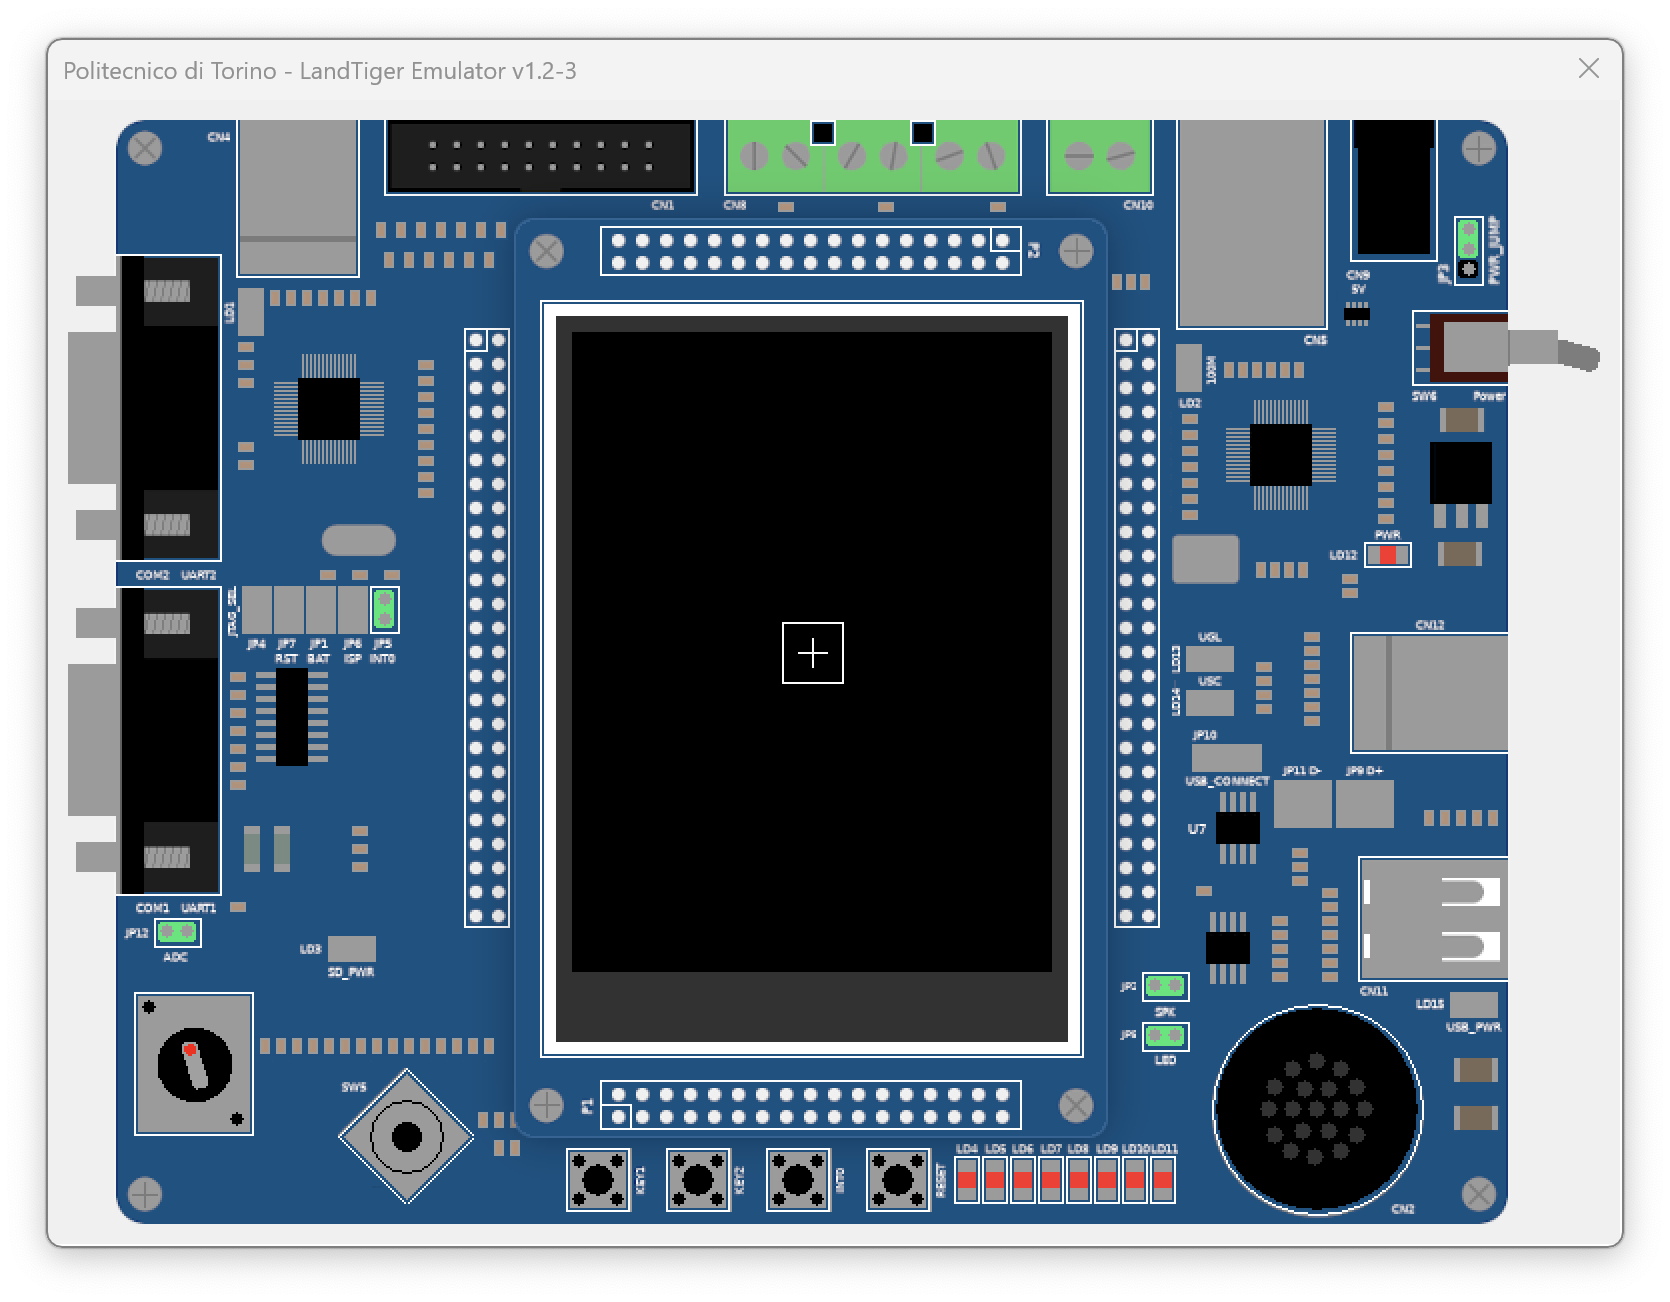 Politecnico di Torino - LandTiger Emulator v1.2-3
CN4
CN1
CN8
CN10
P2
PWR_JUMP
JP3
CN9
5V
LD1
CN5
100M
LD2
SW6 Power
PWR
LD12
COM2 UART2
JTAG_SEL
JP4 JP7 JP1 JP6 JP5
RST BAT ISP INT0
CN12
UGL
LD13
USC
LD14
JP10
USB_CONNECT
JP11 D- JP9 D+
U7
COM1 UART1
JP12
ADC
LD3
SD_PWR
JP2
SPK
CN11
LD15
USB_PWR
LED
SW5
P1
KEY1
KEY2
INT0
RESET
LD4 LD5 LD6 LD7 LD8 LD9 LD10 LD11
CN2